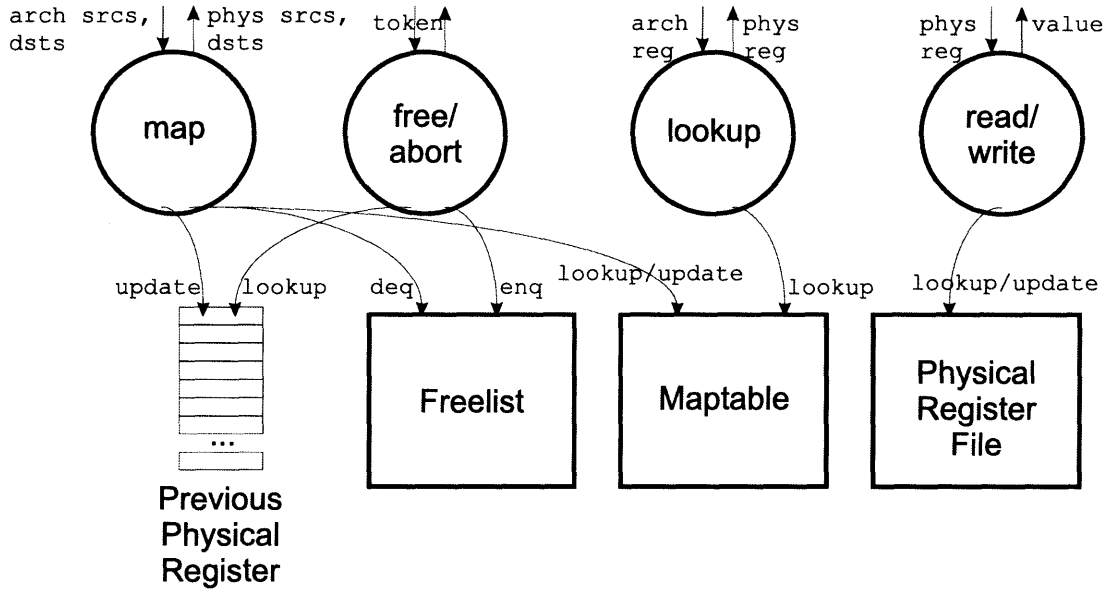 arch srcs,
dsts
phys srcs,
dsts
token
arch
reg
phys
reg
phys
reg
value
map
free/
abort
lookup
read/
write
update
lookup
deq
enq
lookup/update
lookup
lookup/update
Freelist
Maptable
Physical
Register
File
...
Previous
Physical
Register